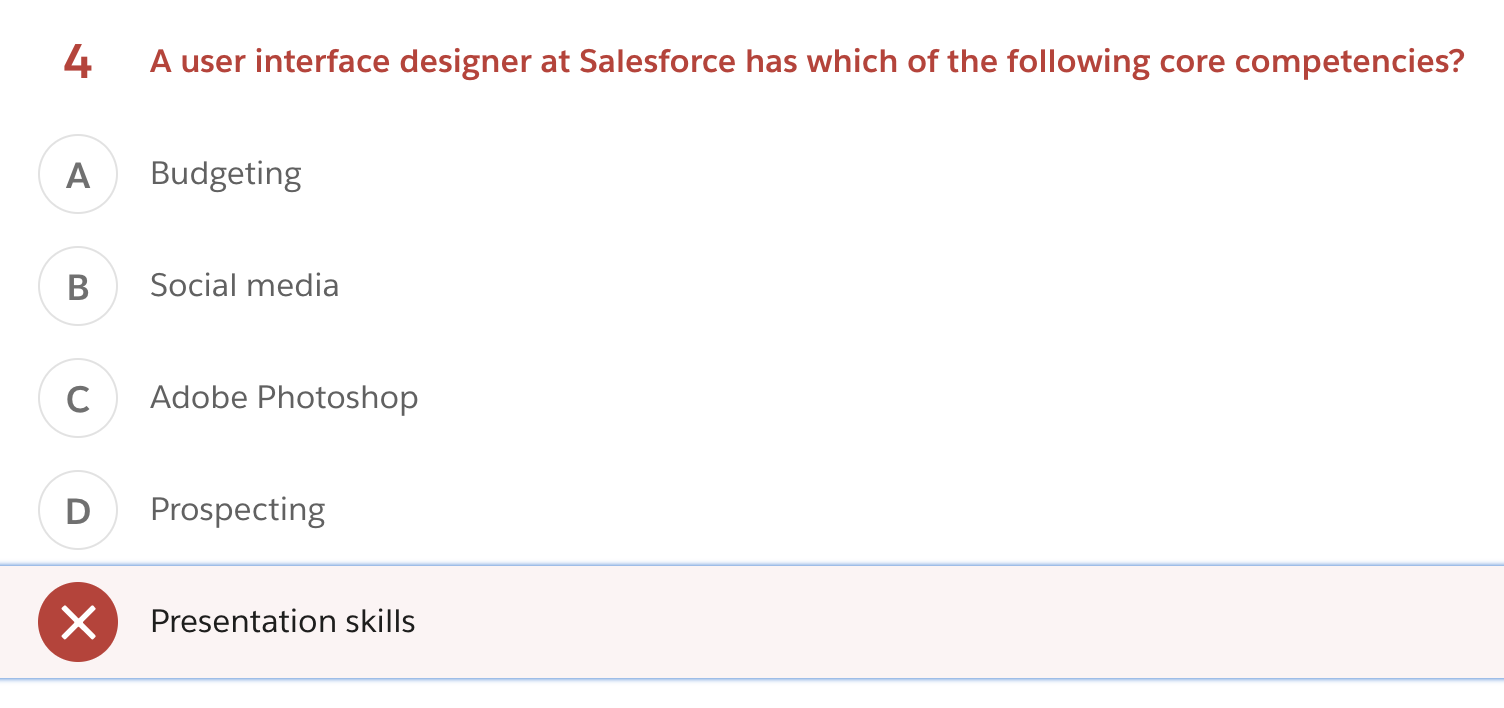 4 A user interface designer at Salesforce has which of the following core competencies?
A Budgeting
B Social media
C Adobe Photoshop
D Prospecting
Presentation skills